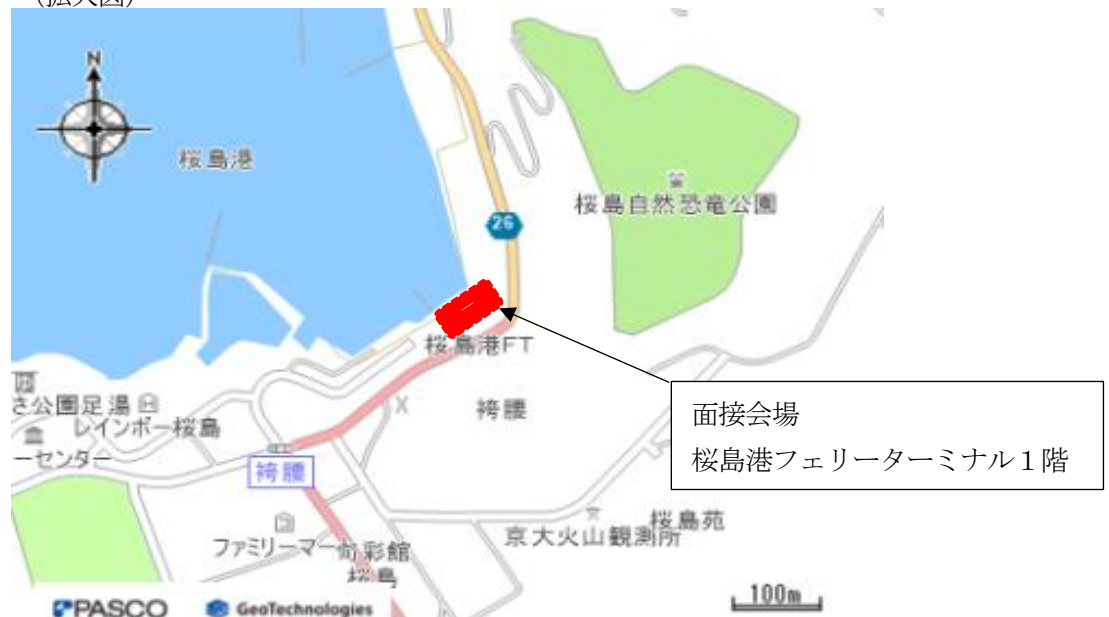 (拡大図)
N
桜島港
桜島自然恐竜公園
26
桜島港FT
袴腰
面接会場
桜島港フェリーターミナル１階
さ公園足湯
レインボー桜島
ーセンター
袴腰
ファミリーマー
旬彩館
桜島
京大火山観測所
桜島苑
100m
PASCO
GeoTechnologies